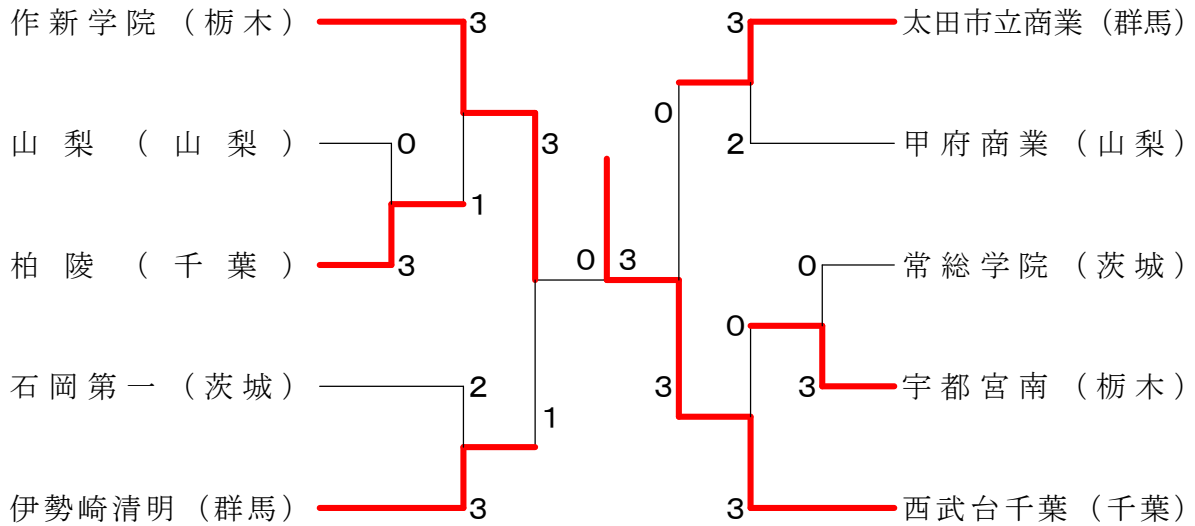 作新学院（栃木）
3
3
太田市立商業（群馬）
0
山梨（山梨）
0
3
2
甲府商業（山梨）
1
柏陵（千葉）
3
0
3
0
常総学院（茨城）
0
石岡第一（茨城）
2
3
3
宇都宮南（栃木）
1
伊勢崎清明（群馬）
3
3
西武台千葉（千葉）